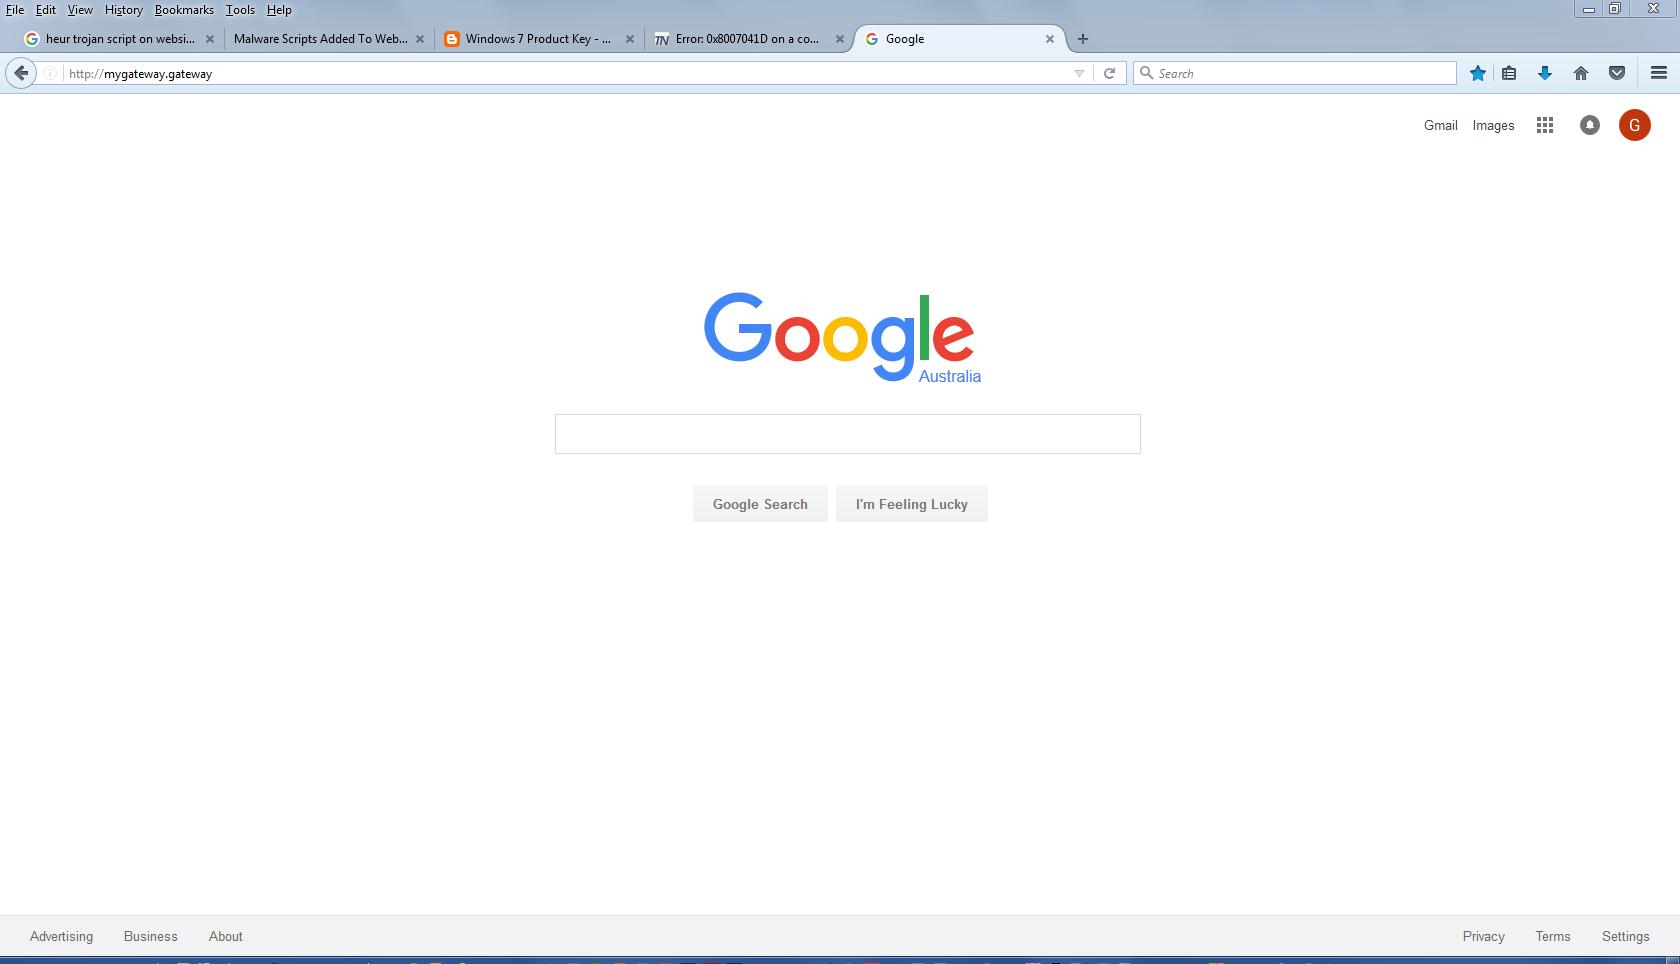 File Edit View History Bookmarks Tools Help
heur trojan script on websi... Malware Scripts Added To Web... Windows 7 Product Key - ... TN Error: 0x8007041D on a co... Google
http://mygateway.gateway Search
Gmail Images G
Google
Australia
Google Search I'm Feeling Lucky
Advertising Business About Privacy Terms Settings